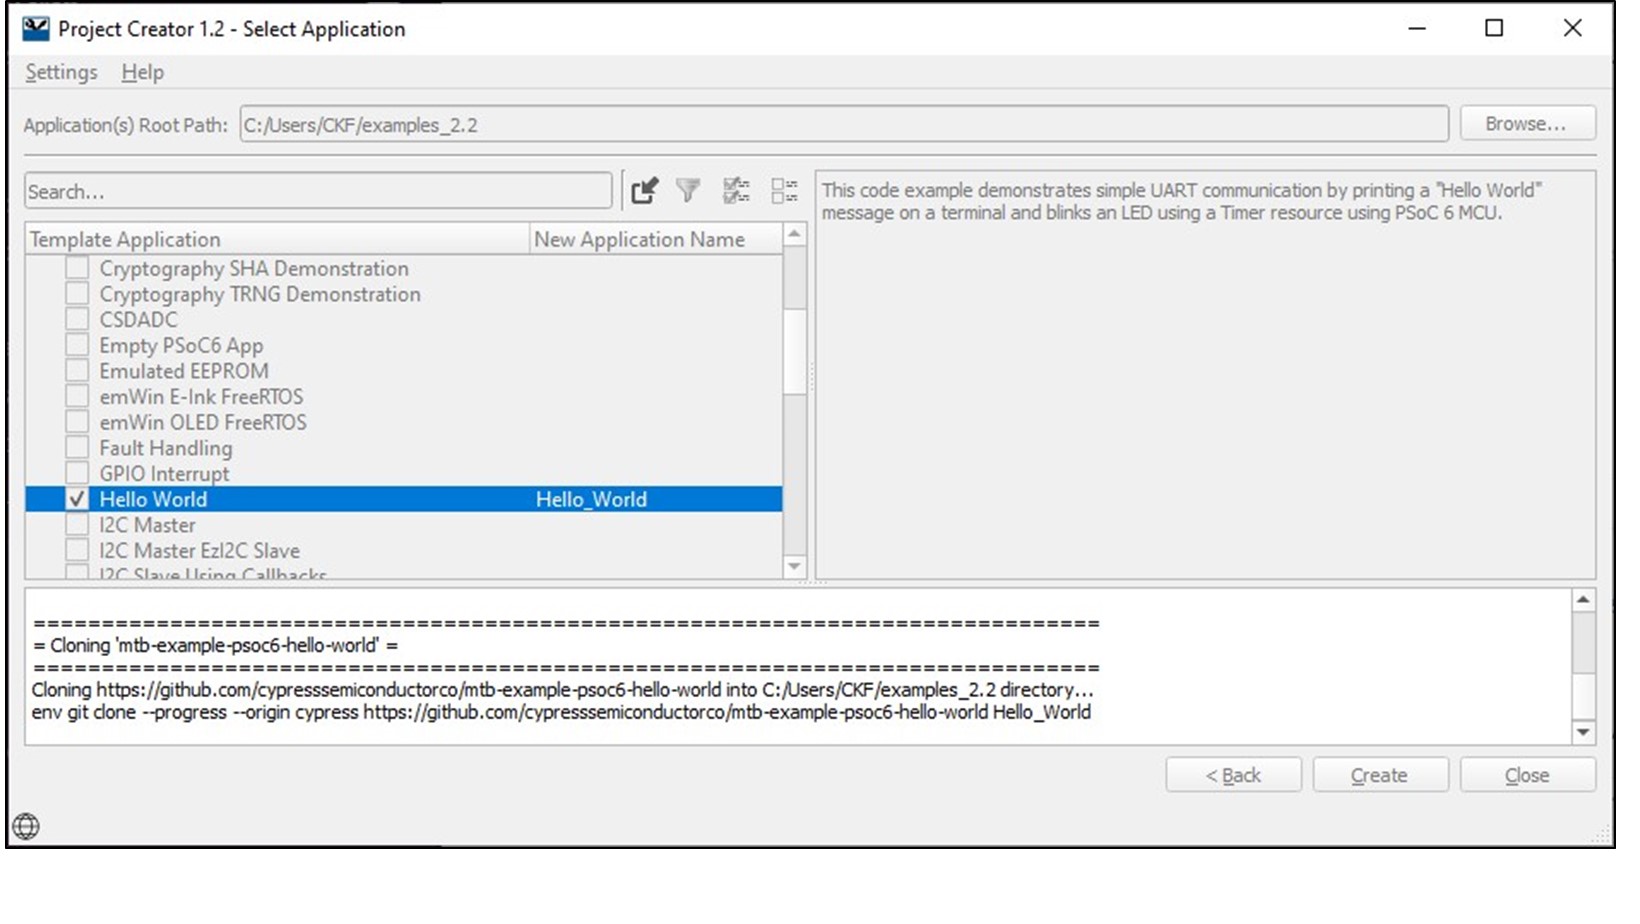 Project Creator 1.2 - Select Application
Settings Help
Application(s) Root Path: C:/Users/CKF/examples_2.2 Browse...
Search...
This code example demonstrates simple UART communication by printing a "Hello World"
message on a terminal and blinks an LED using a Timer resource using PSoC 6 MCU.
Template Application New Application Name
Cryptography SHA Demonstration
Cryptography TRNG Demonstration
CSDADC
Empty PSoC6 App
Emulated EEPROM
emWin E-Ink FreeRTOS
emWin OLED FreeRTOS
Fault Handling
GPIO Interrupt
Hello World Hello_World
I2C Master
I2C Master EzI2C Slave
I2C Slave Using Callbacks
==============================================================================
= Cloning 'mtb-example-psoc6-hello-world' =
==============================================================================
Cloning https://github.com/cypresssemiconductorco/mtb-example-psoc6-hello-world into C:/Users/CKF/examples_2.2 directory...
env git clone --progress --origin cypress https://github.com/cypresssemiconductorco/mtb-example-psoc6-hello-world Hello_World
< Back Create Close